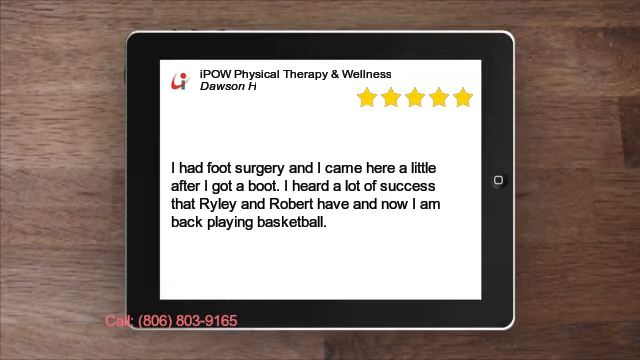 iPOW Physical Therapy & Wellness
Dawson H
I had foot surgery and I came here a little
after I got a boot. I heard a lot of success
that Ryley and Robert have and now I am
back playing basketball.
Call: (806) 803-9165